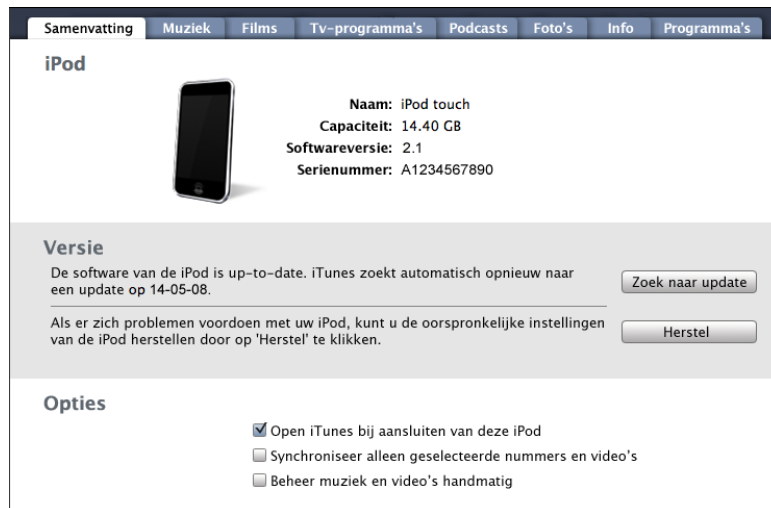 Samenvatting Muziek Films Tv-programma's Podcasts Foto's Info Programma's
iPod
Naam: iPod touch
Capaciteit: 14.40 GB
Softwareversie: 2.1
Serienummer: A1234567890
Versie
De software van de iPod is up-to-date. iTunes zoekt automatisch opnieuw naar
een update op 14-05-08.
Zoek naar update
Als er zich problemen voordoen met uw iPod, kunt u de oorspronkelijke instellingen
van de iPod herstellen door op 'Herstel' te klikken.
Herstel
Opties
Open iTunes bij aansluiten van deze iPod
Synchroniseer alleen geselecteerde nummers en video's
Beheer muziek en video's handmatig